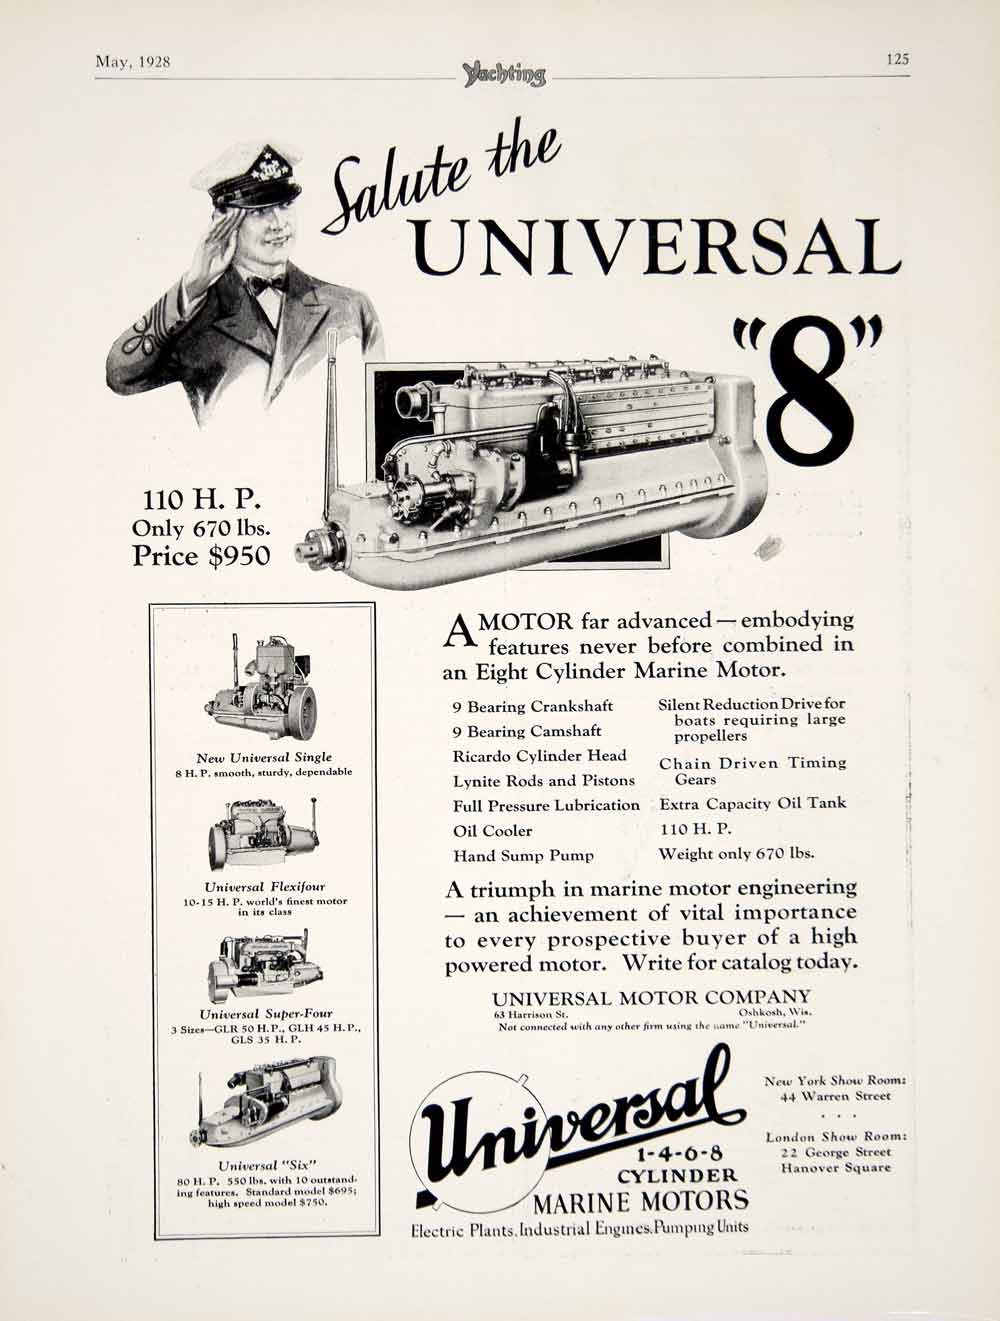 May, 1928
Yachting
125
Salute the
UNIVERSAL
"8"
110 H. P.
Only 670 lbs.
Price $950
New Universal Single
8 H. P. smooth, sturdy, dependable
Universal Flexifour
10-15 H. P. world's finest motor
in its class
Universal Super-Four
3 Sizes—GLR 50 H. P., GLH 45 H. P.,
GLS 35 H. P.
Universal "Six"
80 H. P. 550 lbs. with 10 outstand-
ing features. Standard model $695;
high speed model $750.
A MOTOR far advanced — embodying
features never before combined in
an Eight Cylinder Marine Motor.
9 Bearing Crankshaft
9 Bearing Camshaft
Ricardo Cylinder Head
Lynite Rods and Pistons
Full Pressure Lubrication
Oil Cooler
Hand Sump Pump
Silent Reduction Drive for
boats requiring large
propellers
Chain Driven Timing
Gears
Extra Capacity Oil Tank
110 H. P.
Weight only 670 lbs.
A triumph in marine motor engineering
— an achievement of vital importance
to every prospective buyer of a high
powered motor. Write for catalog today.
UNIVERSAL MOTOR COMPANY
63 Harrison St. Oshkosh, Wis.
Not connected with any other firm using the name "Universal."
Universal
1-4-6-8
CYLINDER
MARINE MOTORS
Electric Plants, Industrial Engines, Pumping Units
New York Show Room:
44 Warren Street
. . .
London Show Room:
22 George Street
Hanover Square